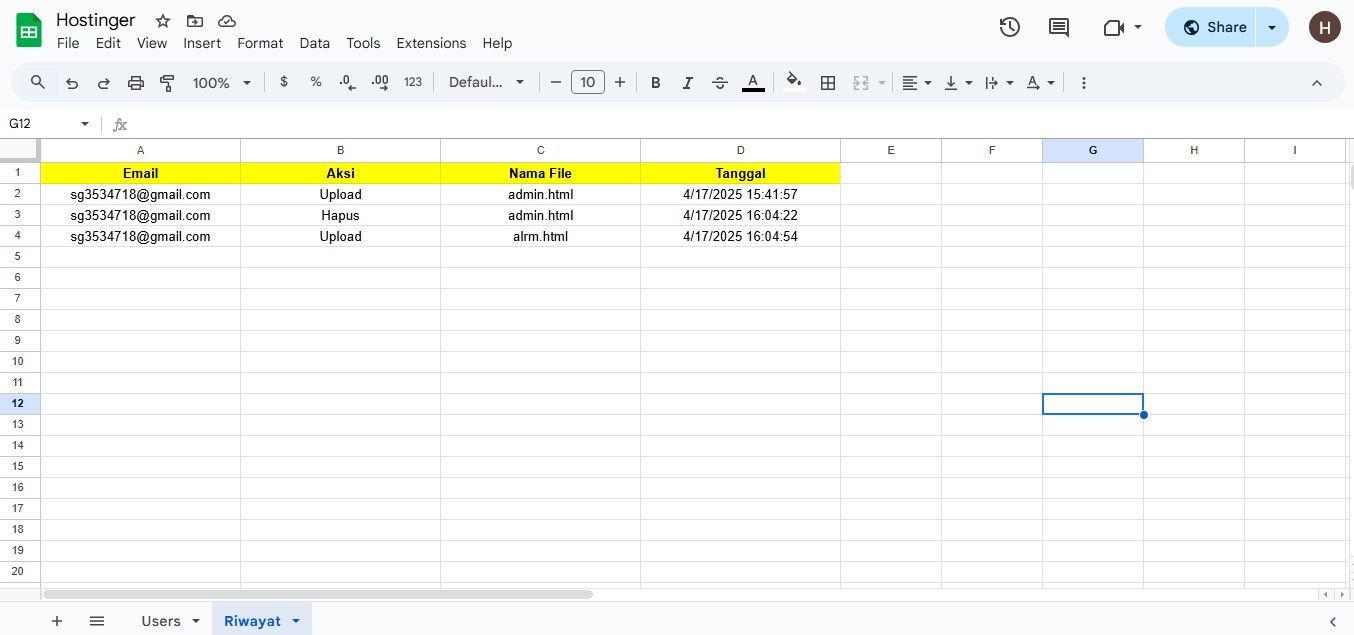 Hostinger
File Edit View Insert Format Data Tools Extensions Help
Share
H
100% $ % .0 .00 123 Defaul... 10 B I A A
G12 fx
A B C D E F G H I
1 Email Aksi Nama File Tanggal
2 sg3534718@gmail.com Upload admin.html 4/17/2025 15:41:57
3 sg3534718@gmail.com Hapus admin.html 4/17/2025 16:04:22
4 sg3534718@gmail.com Upload alrm.html 4/17/2025 16:04:54
5
6
7
8
9
10
11
12
13
14
15
16
17
18
19
20
Users Riwayat